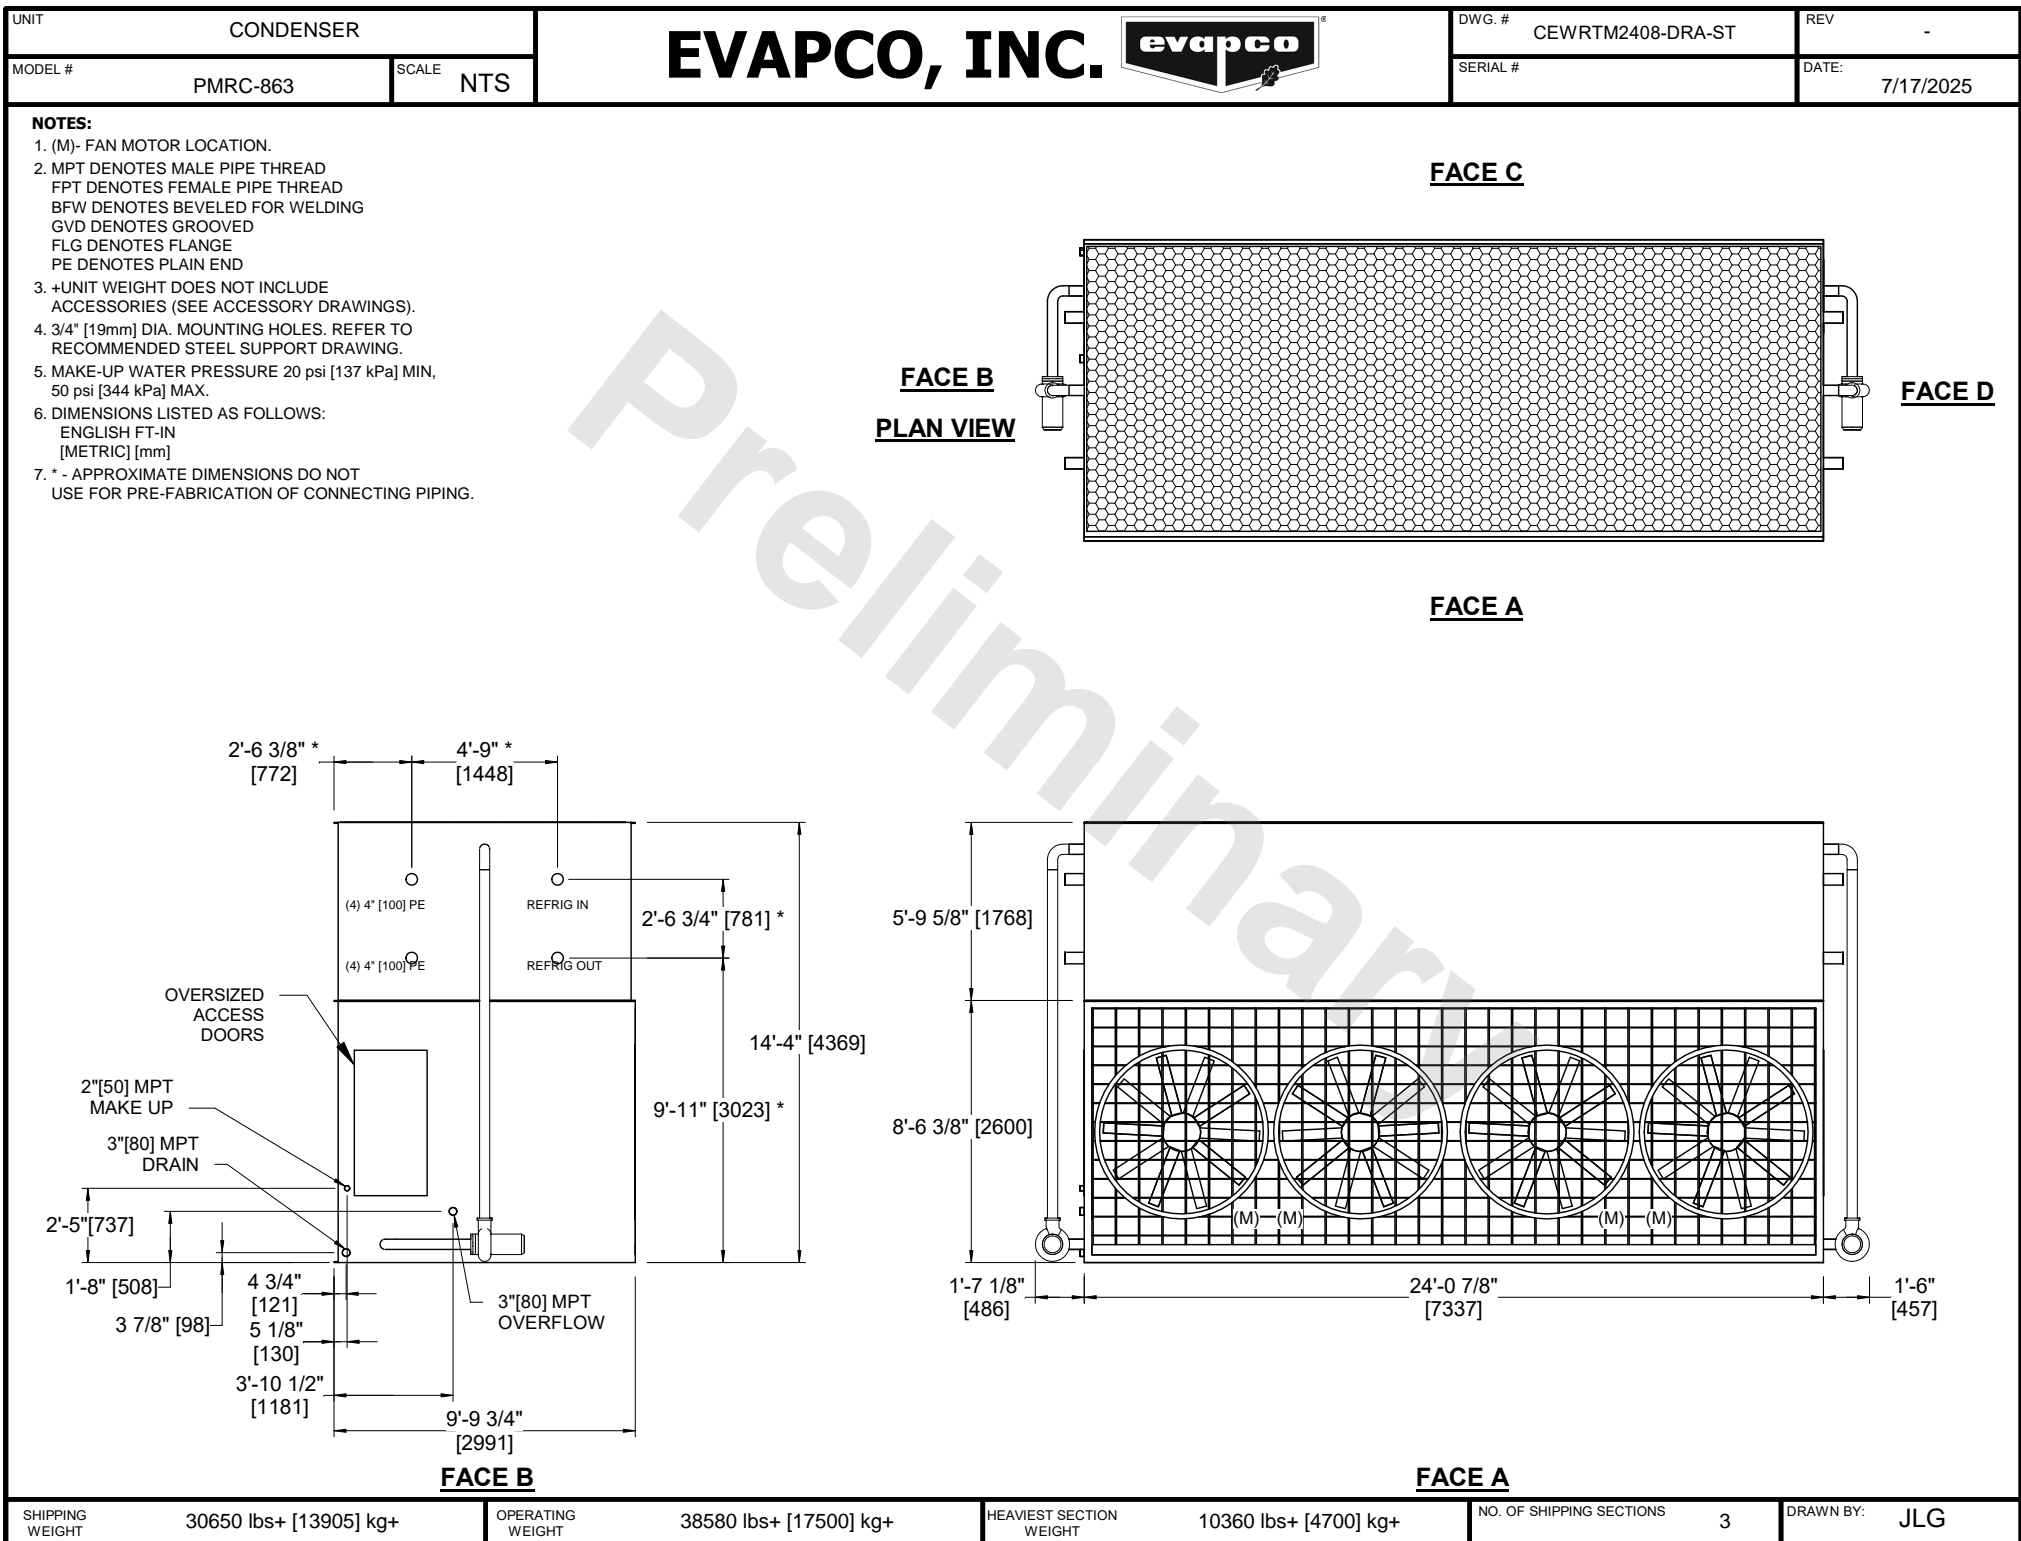 UNIT
CONDENSER
MODEL #
PMRC-863
SCALE
NTS
EVAPCO, INC.
evapco
®
DWG. #
CEWRTM2408-DRA-ST
REV
-
SERIAL #
DATE:
7/17/2025
NOTES:
1. (M)- FAN MOTOR LOCATION.
2. MPT DENOTES MALE PIPE THREAD
FPT DENOTES FEMALE PIPE THREAD
BFW DENOTES BEVELED FOR WELDING
GVD DENOTES GROOVED
FLG DENOTES FLANGE
PE DENOTES PLAIN END
3. +UNIT WEIGHT DOES NOT INCLUDE
ACCESSORIES (SEE ACCESSORY DRAWINGS).
4. 3/4" [19mm] DIA. MOUNTING HOLES. REFER TO
RECOMMENDED STEEL SUPPORT DRAWING.
5. MAKE-UP WATER PRESSURE 20 psi [137 kPa] MIN,
50 psi [344 kPa] MAX.
6. DIMENSIONS LISTED AS FOLLOWS:
ENGLISH FT-IN
[METRIC] [mm]
7. * - APPROXIMATE DIMENSIONS DO NOT
USE FOR PRE-FABRICATION OF CONNECTING PIPING.
FACE C
FACE B
PLAN VIEW
FACE D
FACE A
Preliminary
2'-6 3/8" *
[772]
4'-9" *
[1448]
(4) 4" [100] PE
REFRIG IN
2'-6 3/4" [781] *
(4) 4" [100] PE
REFRIG OUT
OVERSIZED
ACCESS
DOORS
14'-4" [4369]
2"[50] MPT
MAKE UP
9'-11" [3023] *
3"[80] MPT
DRAIN
2'-5"[737]
1'-8" [508]
3 7/8" [98]
4 3/4"
[121]
5 1/8"
[130]
3"[80] MPT
OVERFLOW
3'-10 1/2"
[1181]
9'-9 3/4"
[2991]
FACE B
5'-9 5/8" [1768]
8'-6 3/8" [2600]
(M)
(M)
(M)
(M)
1'-7 1/8"
[486]
24'-0 7/8"
[7337]
1'-6"
[457]
FACE A
SHIPPING
WEIGHT
30650 lbs+ [13905] kg+
OPERATING
WEIGHT
38580 lbs+ [17500] kg+
HEAVIEST SECTION
WEIGHT
10360 lbs+ [4700] kg+
NO. OF SHIPPING SECTIONS
3
DRAWN BY:
JLG